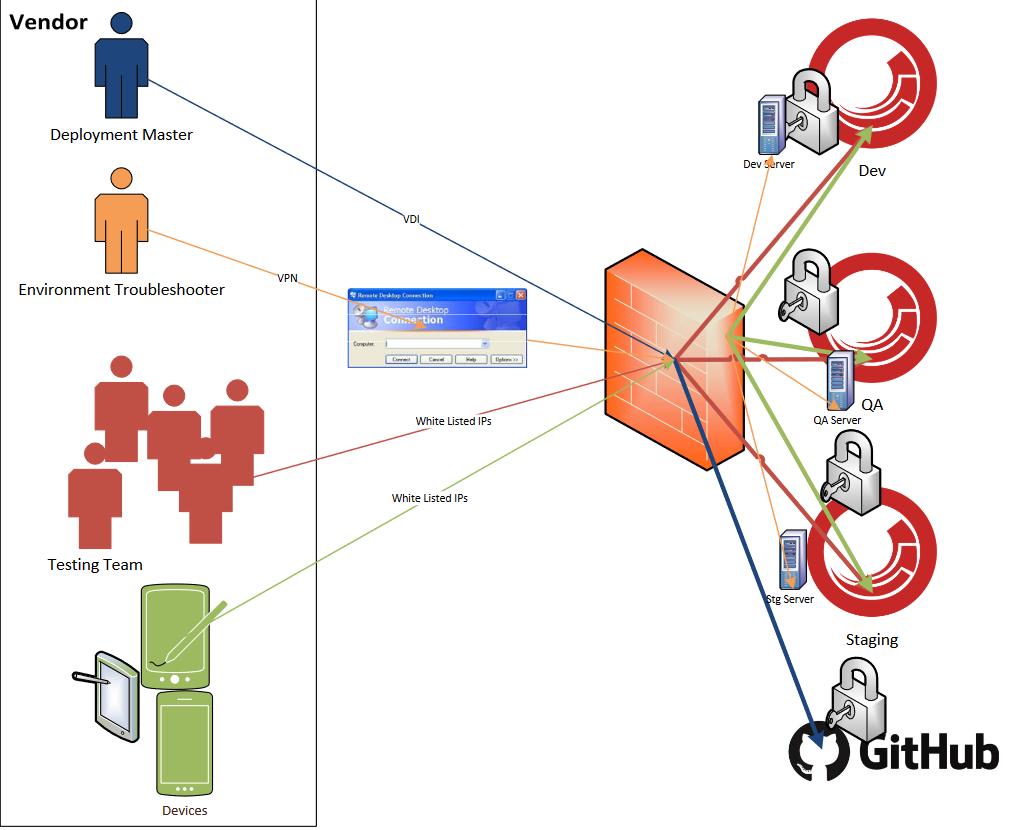 Vendor
Deployment Master
VDI
Environment Troubleshooter
VPN
Remote Desktop Connection
Remote Desktop
Connection
Computer:
Connect
Cancel
Help
Options >>
White Listed IPs
Testing Team
White Listed IPs
Devices
Dev Server
Dev
QA
QA Server
Stg Server
Staging
GitHub